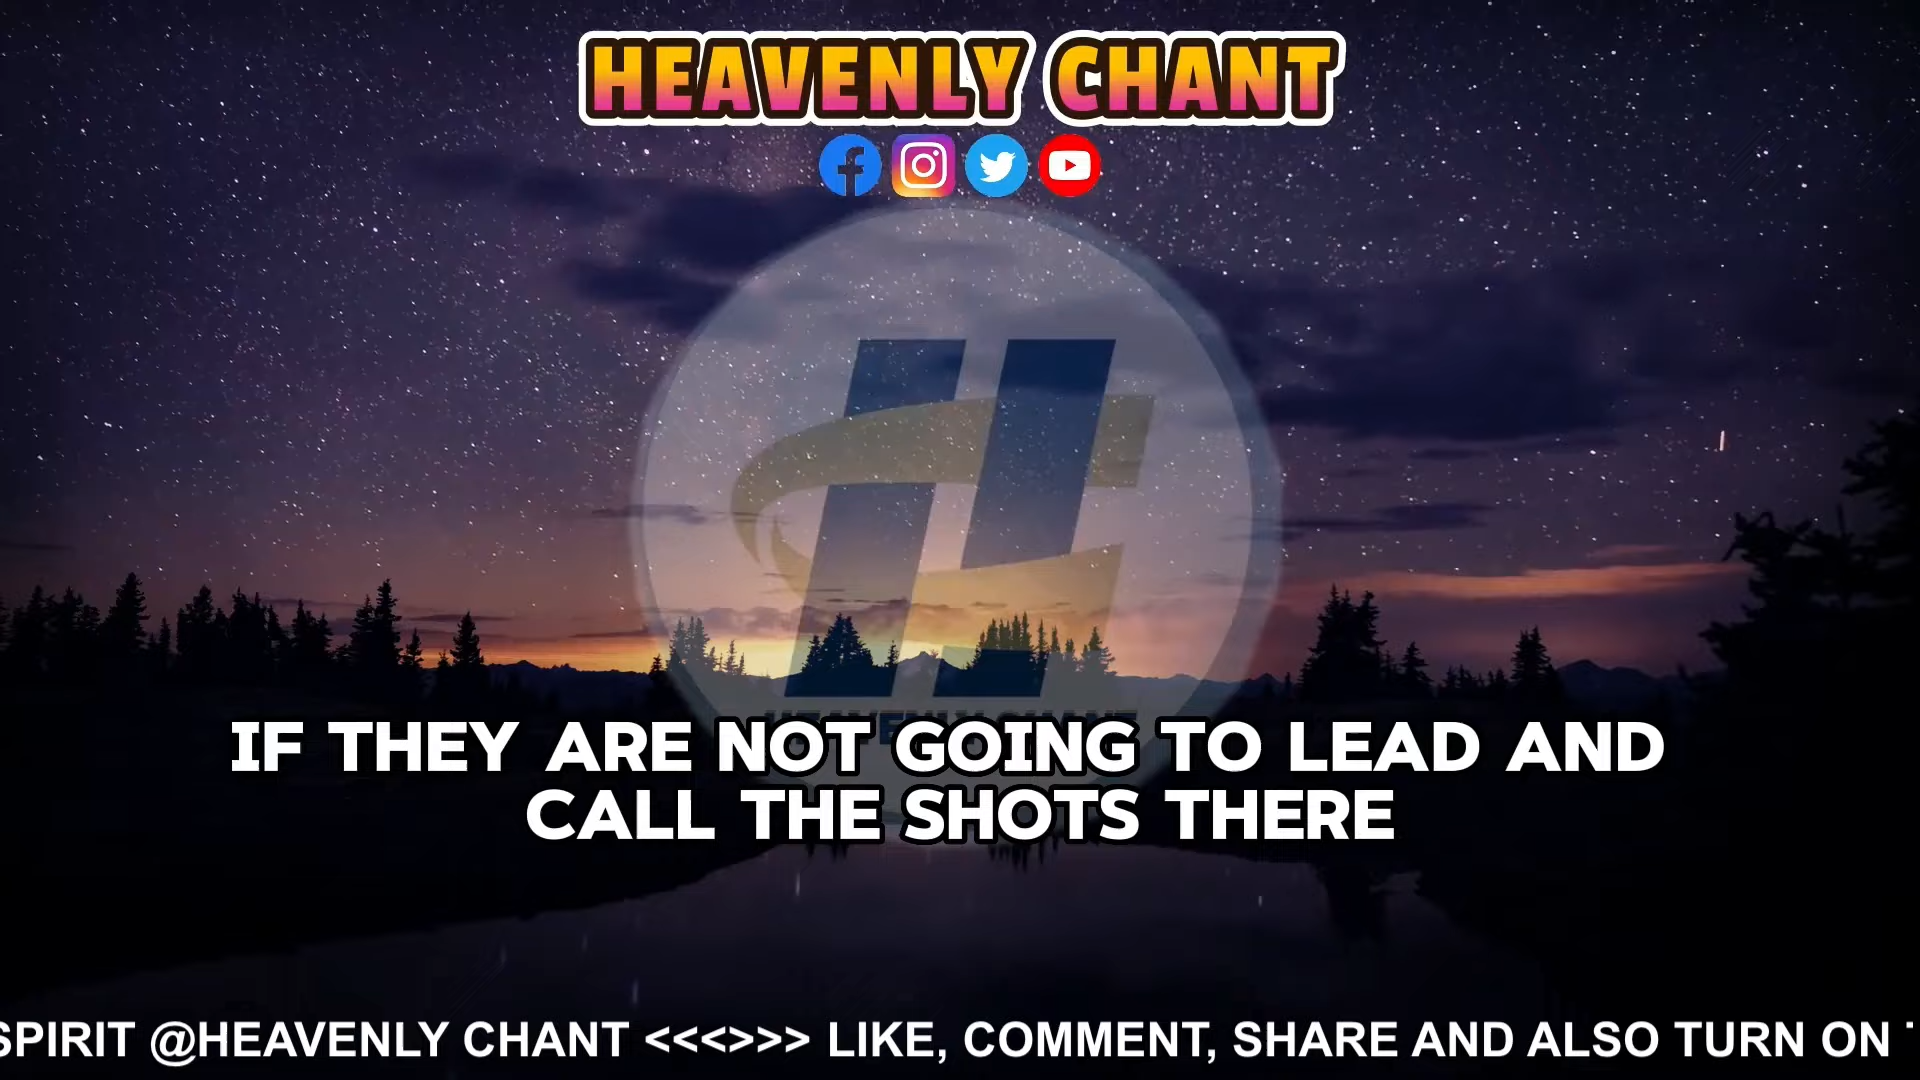 HEAVENLY CHANT
IF THEY ARE NOT GOING TO LEAD AND
CALL THE SHOTS THERE
SPIRIT @HEAVENLY CHANT <<<>>> LIKE, COMMENT, SHARE AND ALSO TURN ON